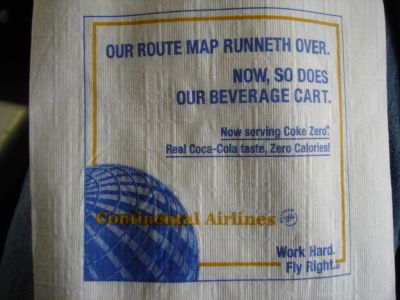 OUR ROUTE MAP RUNNETH OVER.
NOW, SO DOES
OUR BEVERAGE CART.
Now serving Coke Zero™.
Real Coca-Cola taste, Zero Calories!
Continental Airlines
Work Hard.
Fly Right.